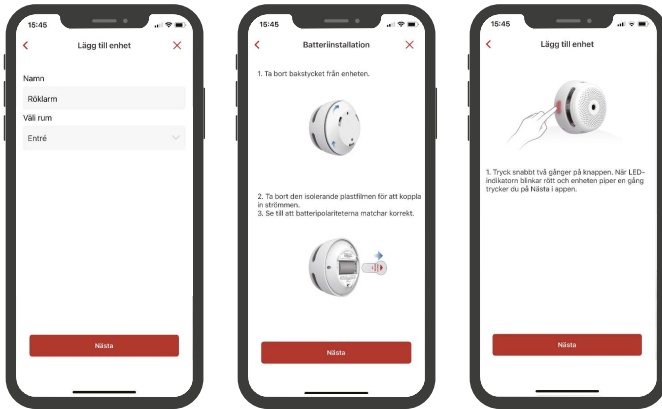 15:45
Lägg till enhet
Namn
Röklarm
Välj rum
Entré
Nästa
15:45
Batteriinstallation
1. Ta bort bakstycket från enheten.
2. Ta bort den isolerande plastfilmen för att koppla
in strömmen.
3. Se till att batteripolariteterna matchar korrekt.
Nästa
15:45
Lägg till enhet
1. Tryck snabbt två gånger på knappen. När LED-
indikatorn blinkar rött och enheten piper en gång
trycker du på Nästa i appen.
Nästa